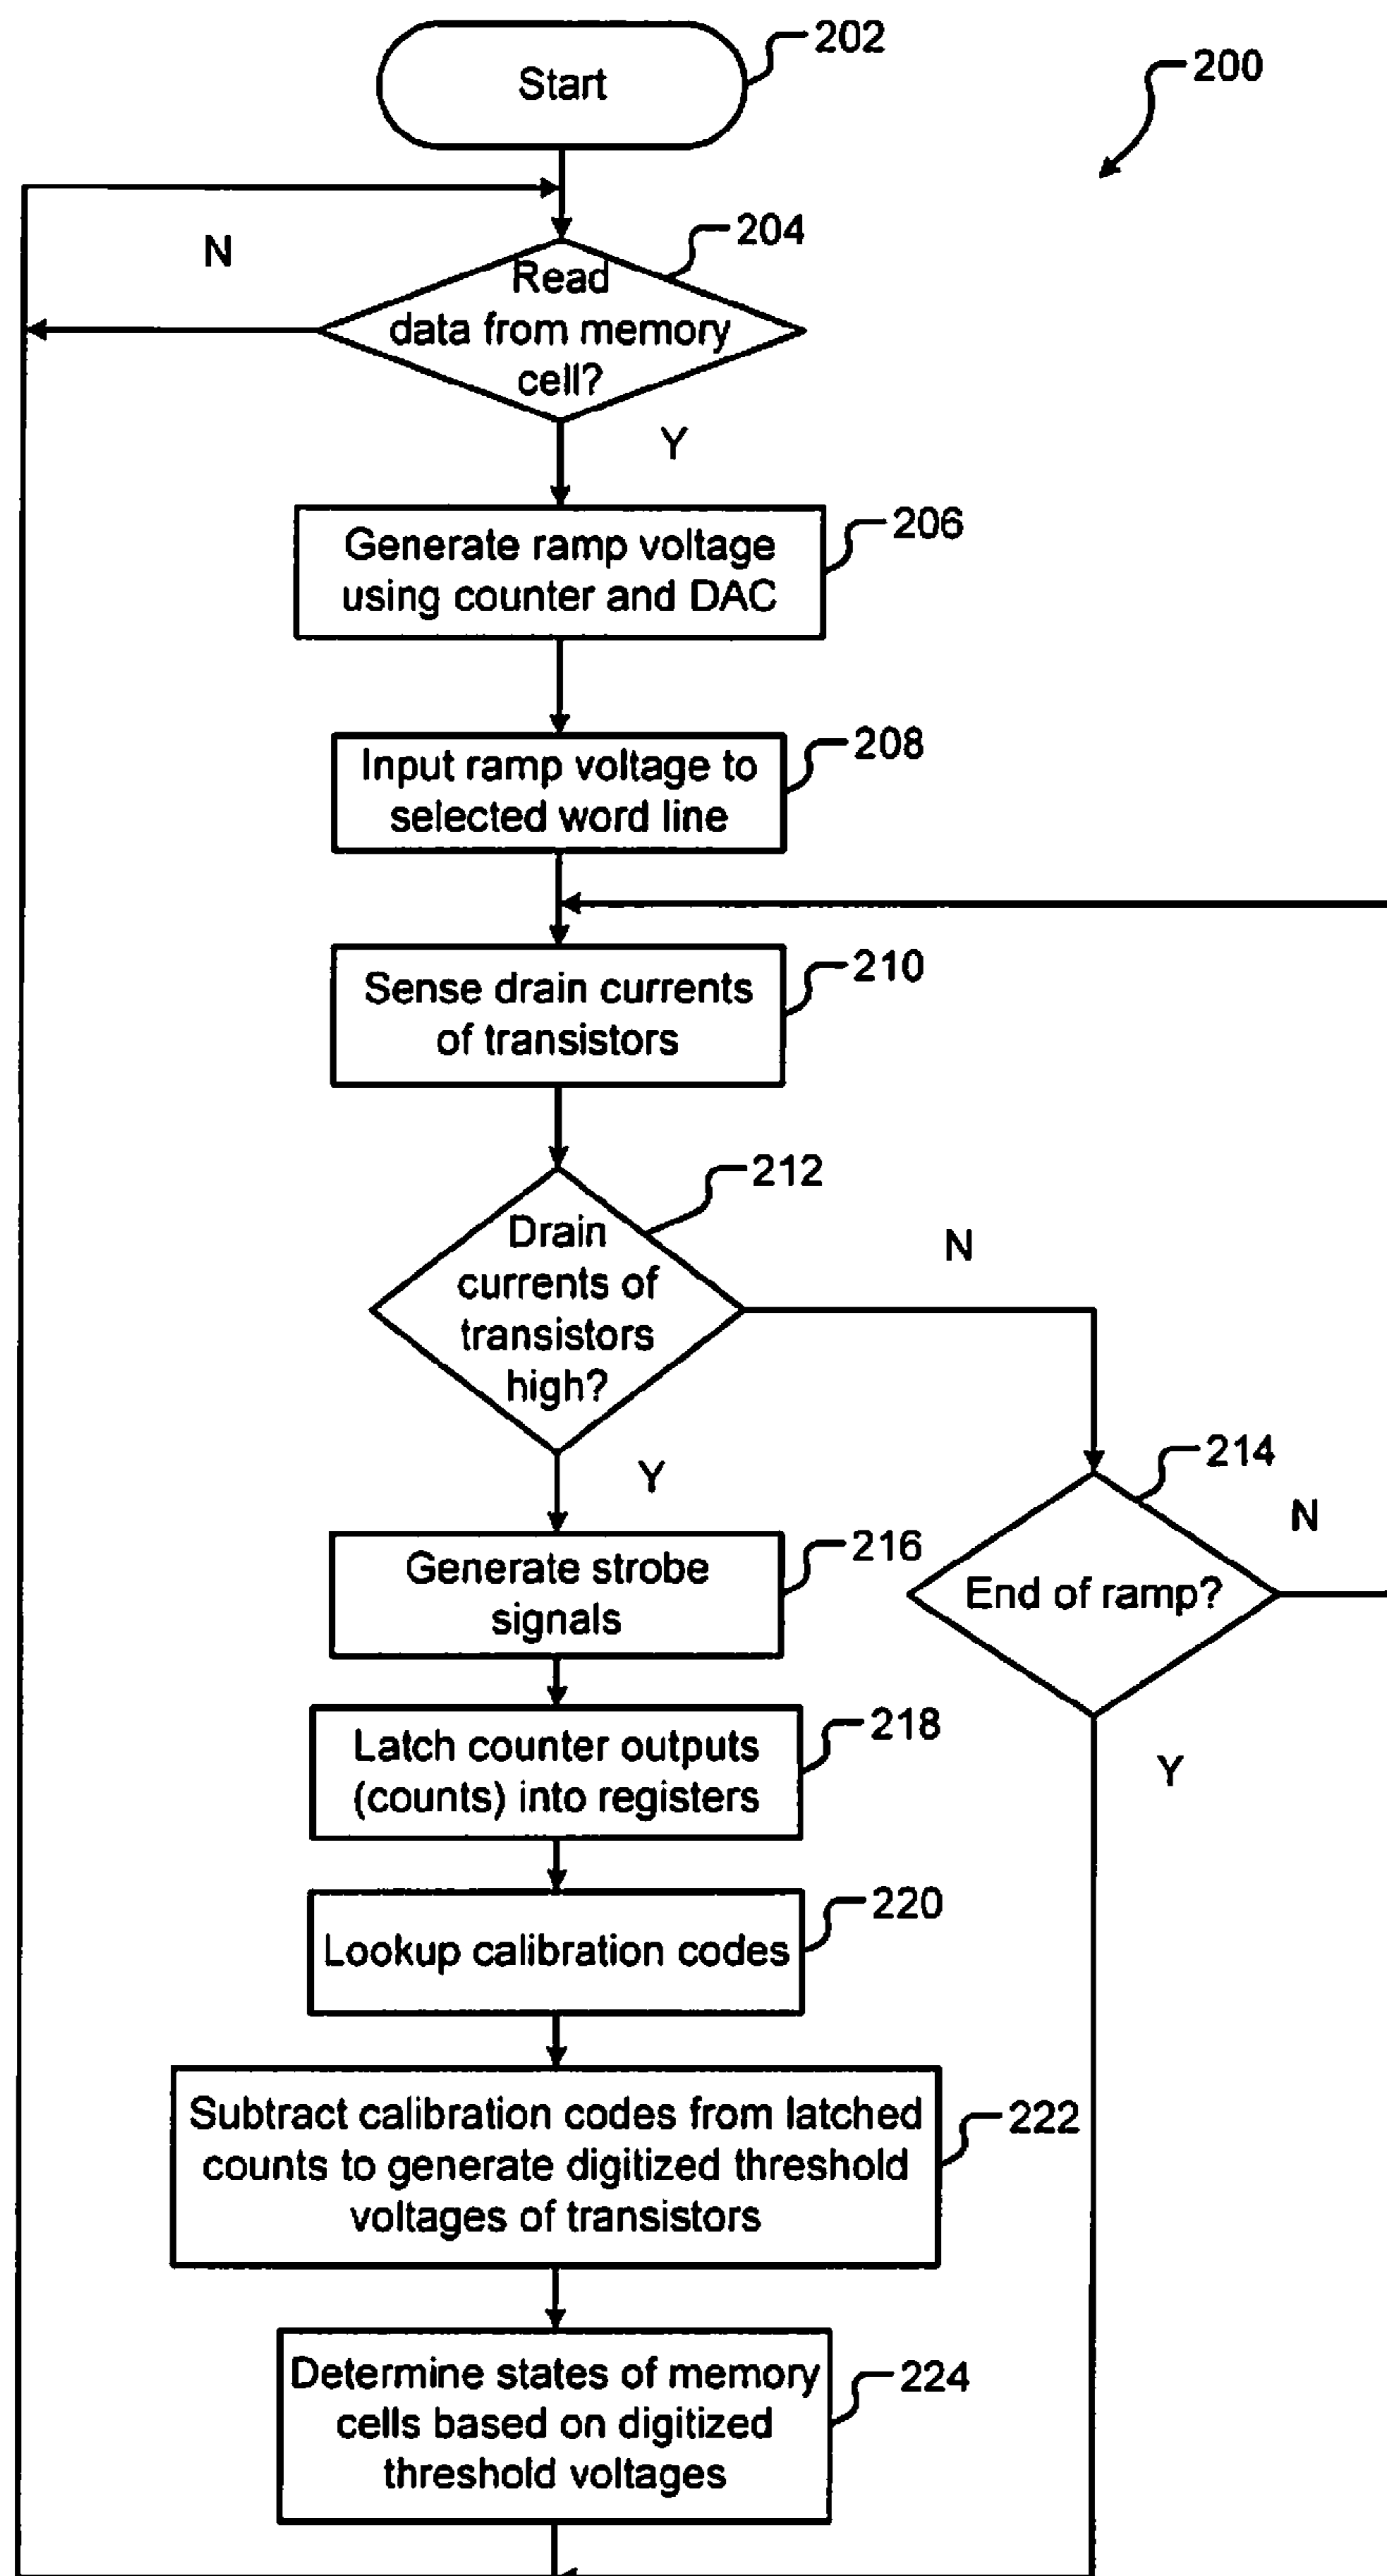 Start
202
200
N
204
Read
data from memory
cell?
Y
Generate ramp voltage
using counter and DAC
206
Input ramp voltage to
selected word line
208
Sense drain currents
of transistors
210
212
Drain
currents of
transistors
high?
N
Y
214
End of ramp?
N
Y
Generate strobe
signals
216
Latch counter outputs
(counts) into registers
218
Lookup calibration codes
220
Subtract calibration codes from latched
counts to generate digitized threshold
voltages of transistors
222
Determine states of memory
cells based on digitized
threshold voltages
224